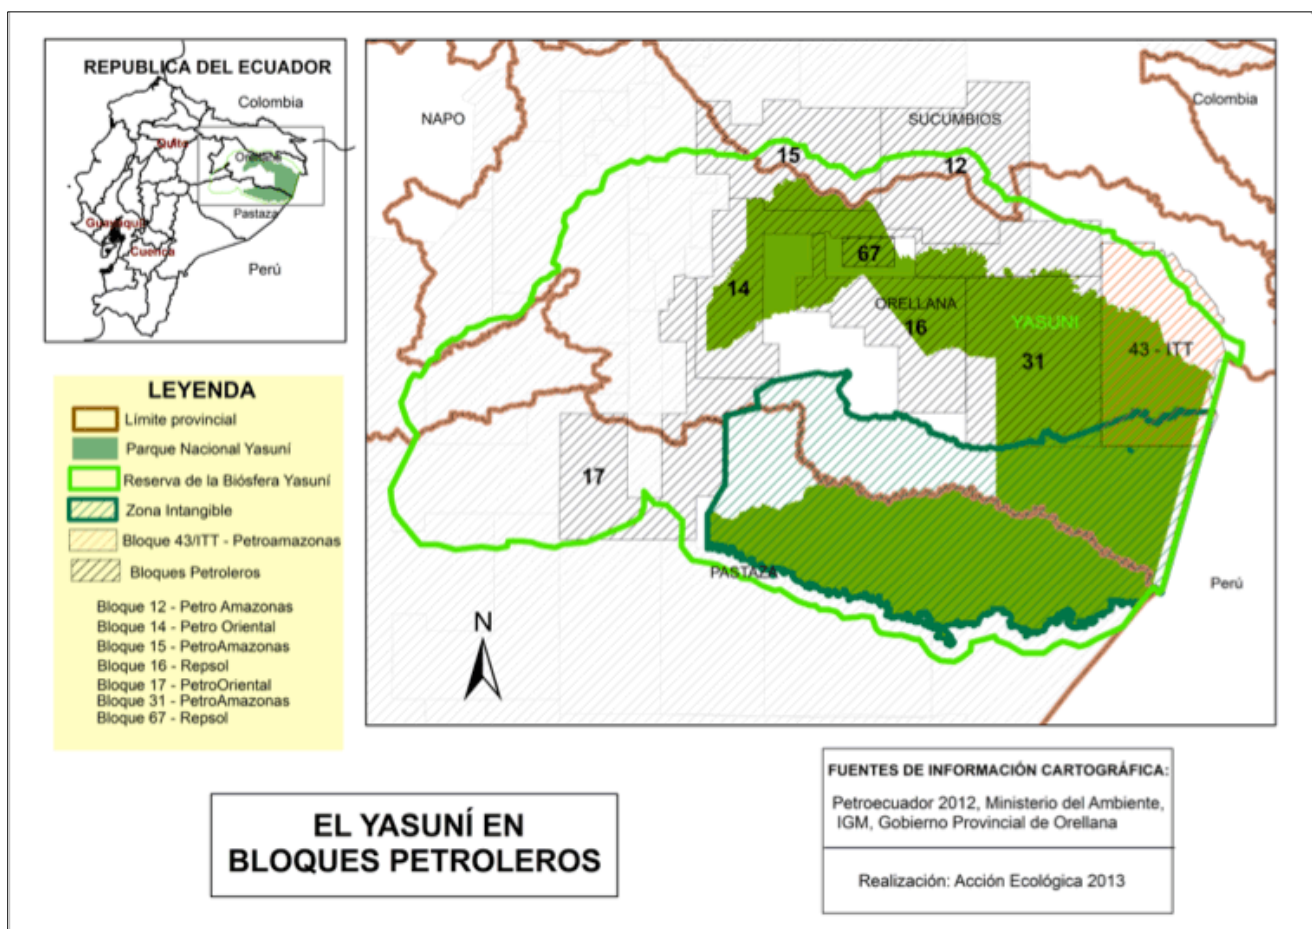 REPUBLICA DEL ECUADOR
Colombia
Quito
Orellana
Pastaza
Guayaquil
Cuenca
Perú
NAPO
SUCUMBIOS
Colombia
15
12
67
14
ORELLANA
16
YASUNI
31
43 - ITT
17
PASTAZA
Perú
N
LEYENDA
Límite provincial
Parque Nacional Yasuní
Reserva de la Biósfera Yasuní
Zona Intangible
Bloque 43/ITT - Petroamazonas
Bloques Petroleros
Bloque 12 - Petro Amazonas
Bloque 14 - Petro Oriental
Bloque 15 - PetroAmazonas
Bloque 16 - Repsol
Bloque 17 - PetroOriental
Bloque 31 - PetroAmazonas
Bloque 67 - Repsol
EL YASUNÍ EN
BLOQUES PETROLEROS
FUENTES DE INFORMACIÓN CARTOGRÁFICA:
Petroecuador 2012, Ministerio del Ambiente,
IGM, Gobierno Provincial de Orellana
Realización: Acción Ecológica 2013